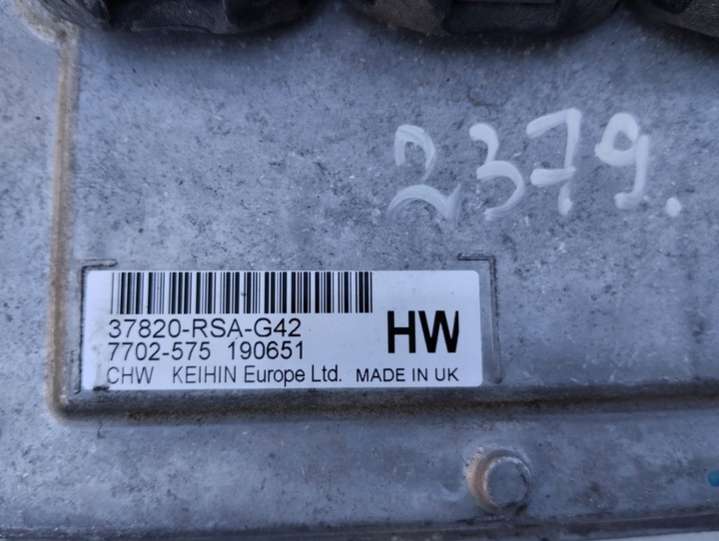 2379.
37820-RSA-G42
7702-575 190651
HW
CHW KEIHIN Europe Ltd. MADE IN UK